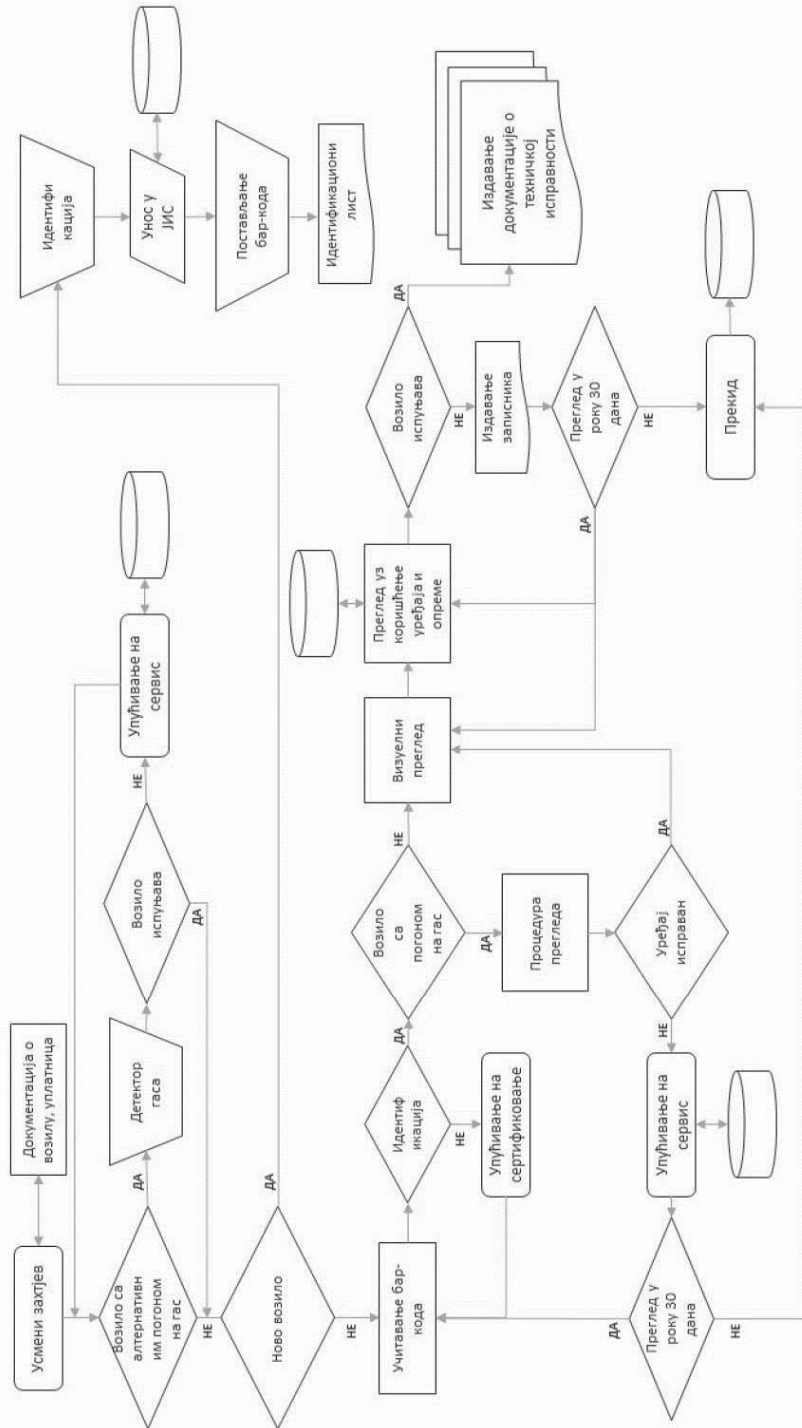 Усмени захтјев
Документација о
возилу, уплатница
Возило са
алтернативн
им погоном
на гас
ДА
НЕ
Детектор
гаса
Возило
испуњава
НЕ
ДА
Упућивање на
сервис
Ново возило
ДА
НЕ
Идентифи
кација
Унос у
ЈИС
Постављање
бар-кода
Идентификациони
лист
Учитавање бар-
кода
Идентиф
икација
ДА
НЕ
Упућивање на
сертификовање
Возило
са
погоном
на гас
НЕ
ДА
Процедура
прегледа
Уређај
исправан
ДА
НЕ
Упућивање на
сервис
Преглед у
року 30
дана
ДА
НЕ
Визуелни
преглед
Преглед уз
коришћење
уређаја и
опреме
Возило
испуњава
ДА
НЕ
Издавање
документације о
техничкој
исправности
Издавање
записника
Преглед у
року 30
дана
ДА
НЕ
Прекид